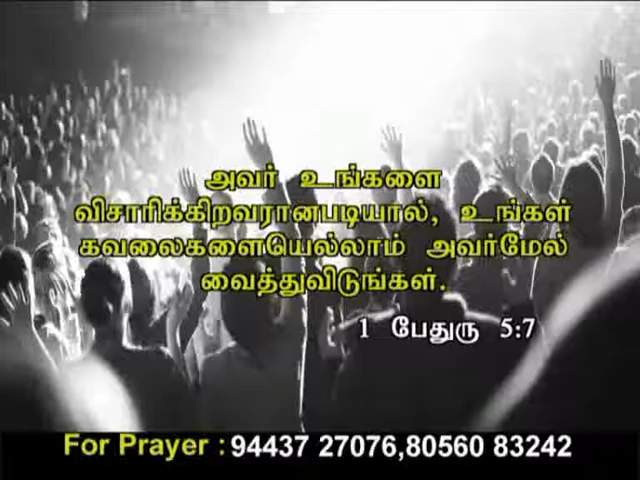 அவர் உங்களை
விசாரிக்கிறவரானபடியால், உங்கள்
கவலைகளையெல்லாம் அவர்மேல்
வைத்துவிடுங்கள்.
1 பேதுரு 5:7
For Prayer : 94437 27076,80560 83242